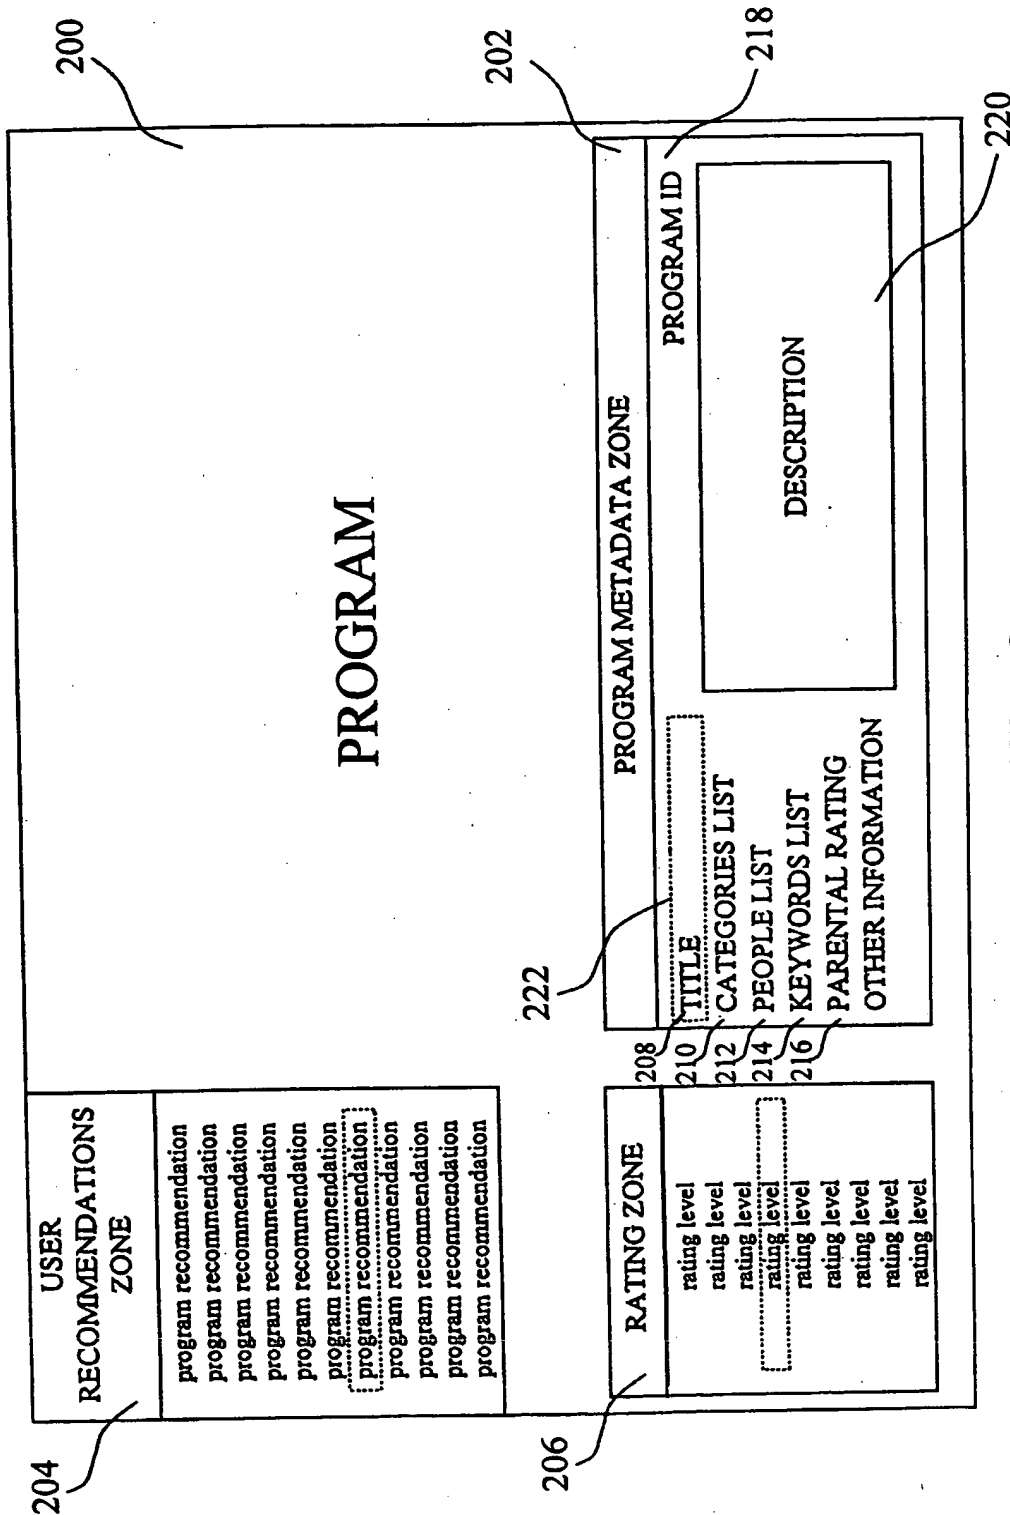 204
USER
RECOMMENDATIONS
ZONE
program recommendation
program recommendation
program recommendation
program recommendation
program recommendation
program recommendation
program recommendation
program recommendation
program recommendation
program recommendation
program recommendation
PROGRAM
200
206
RATING ZONE
rating level
rating level
rating level
rating level
rating level
rating level
rating level
rating level
rating level
222
PROGRAM METADATA ZONE
202
208 TITLE
210 CATEGORIES LIST
212 PEOPLE LIST
214 KEYWORDS LIST
216 PARENTAL RATING
OTHER INFORMATION
PROGRAM ID
218
DESCRIPTION
220